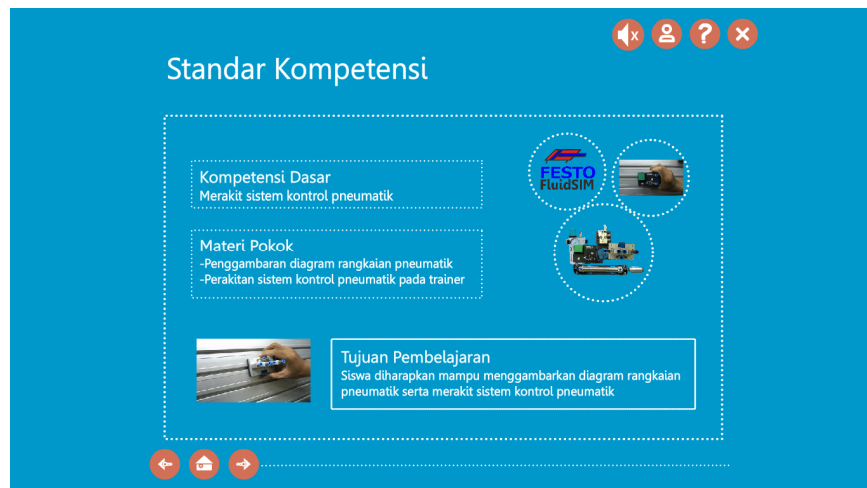 Standar Kompetensi
Kompetensi Dasar
Merakit sistem kontrol pneumatik
FESTO
FluidSIM
Materi Pokok
-Penggambaran diagram rangkaian pneumatik
-Perakitan sistem kontrol pneumatik pada trainer
Tujuan Pembelajaran
Siswa diharapkan mampu menggambarkan diagram rangkaian
pneumatik serta merakit sistem kontrol pneumatik